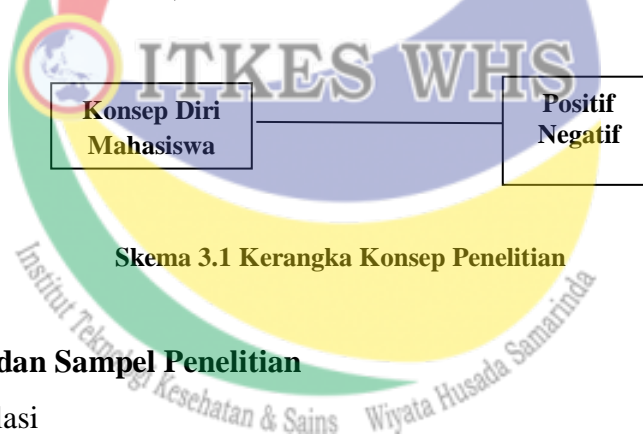 ITKES WHS
Konsep Diri
Mahasiswa
Positif
Negatif
Skema 3.1 Kerangka Konsep Penelitian
dan Sampel Penelitian
lasi
Institut Teknologi Kesehatan & Sains Wiyata Husada Samarinda